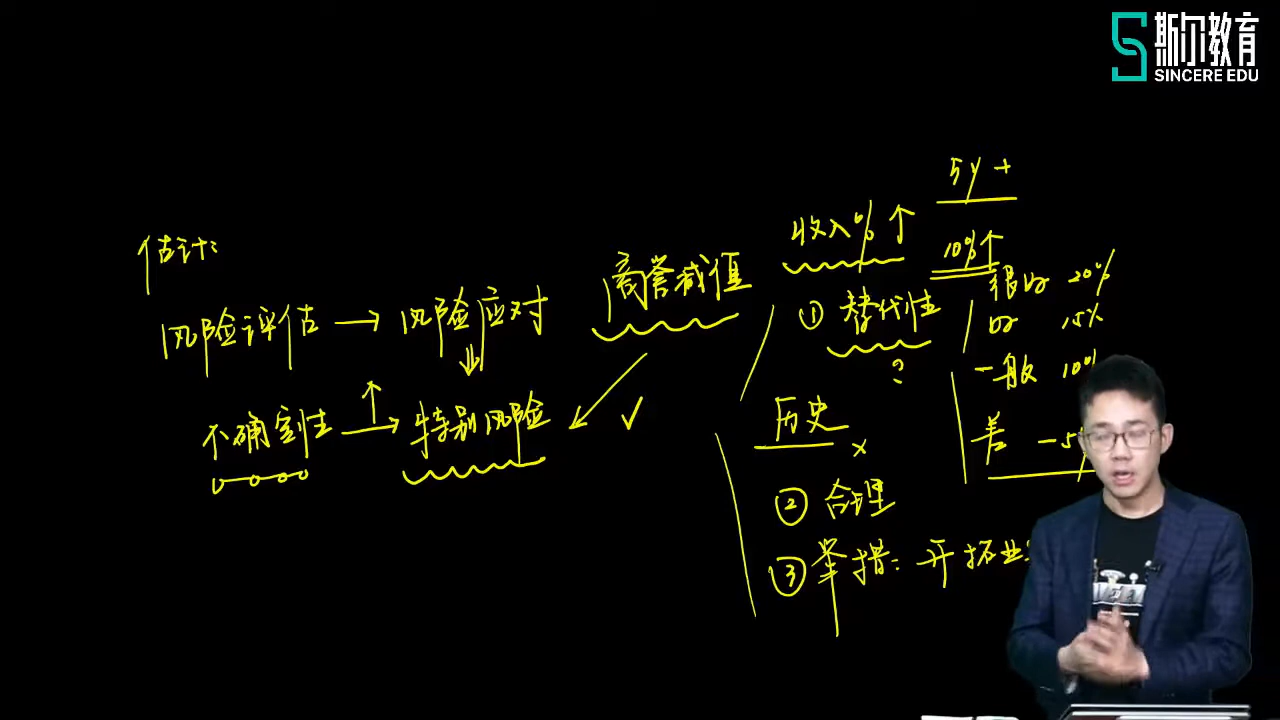 斯尔教育
SINCERE EDU
5y +
收入% ↑
10%↑
估计:
商誉减值
很好 20%
风险评估 → 风险应对
① 替代性
好 15%
?
一般 10%
不确定性 → 特别风险
✓
历史
×
差 -5%
② 合理
③ 举措: 开拓业